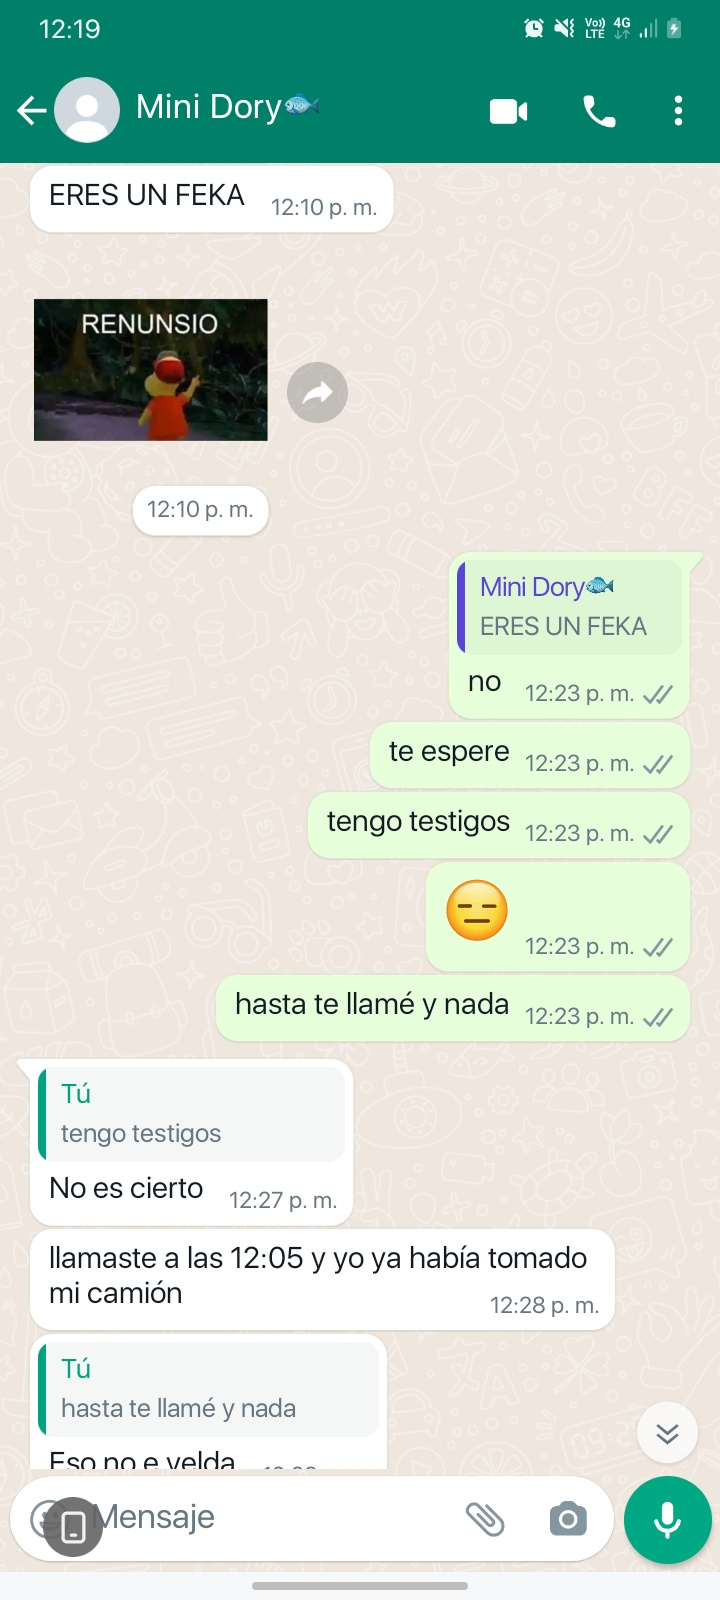 12:19
Vo))
LTE
4G
Mini Dory🐟
ERES UN FEKA
12:10 p. m.
RENUNSIO
12:10 p. m.
Mini Dory🐟
ERES UN FEKA
no
12:23 p. m.
te espere
12:23 p. m.
tengo testigos
12:23 p. m.
😑
12:23 p. m.
hasta te llamé y nada
12:23 p. m.
Tú
tengo testigos
No es cierto
12:27 p. m.
llamaste a las 12:05 y yo ya había tomado
mi camión
12:28 p. m.
Tú
hasta te llamé y nada
Eso no e velda
Mensaje